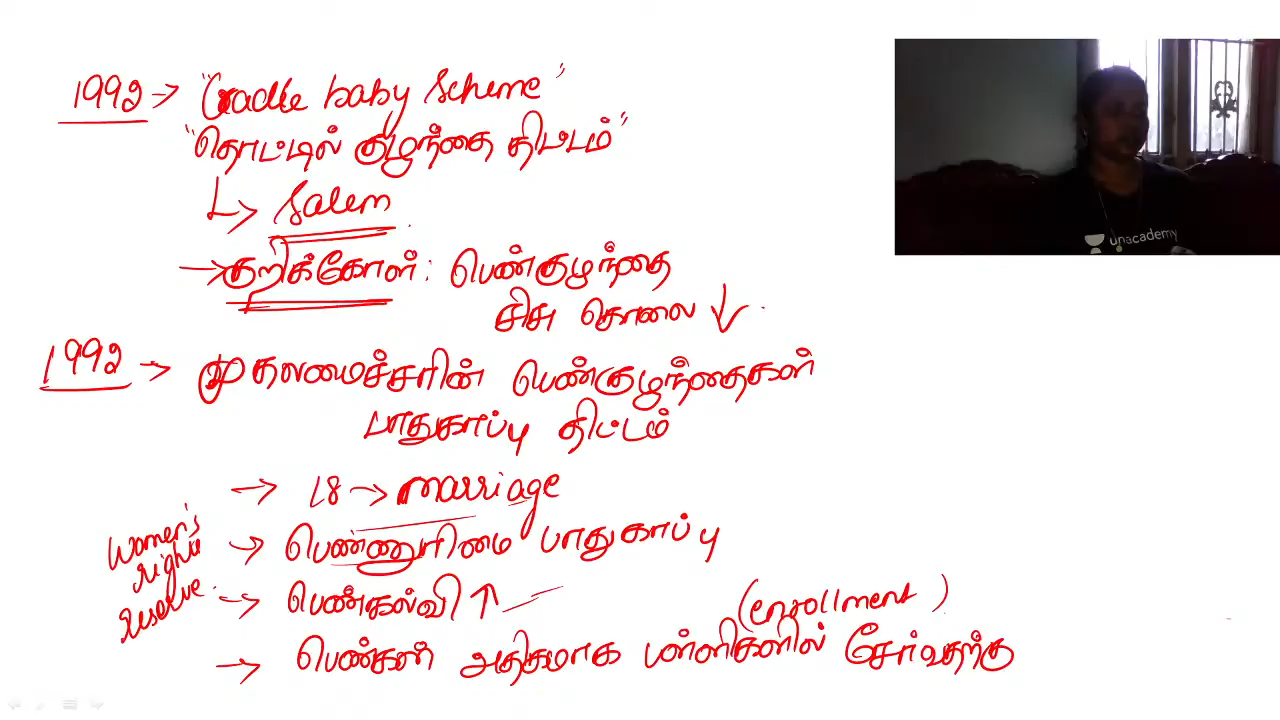 1992 → "Cradle baby scheme"
"தொட்டில் குழந்தை திட்டம்"
↳ Salem
→ குறிக்கோள் : பெண்குழந்தை
சிசு கொலை ↓
1992 → முதலமைச்சரின் பெண்குழந்தைகள்
பாதுகாப்பு திட்டம்
→ 18 → marriage
→ பெண்ணுரிமை பாதுகாப்பு
Women's
rights
reserve.
→ பெண்கல்வி ↑
(enrollment)
→ பெண்கள் அதிகமாக பள்ளிகளில் சேர்வதற்கு
unacademy